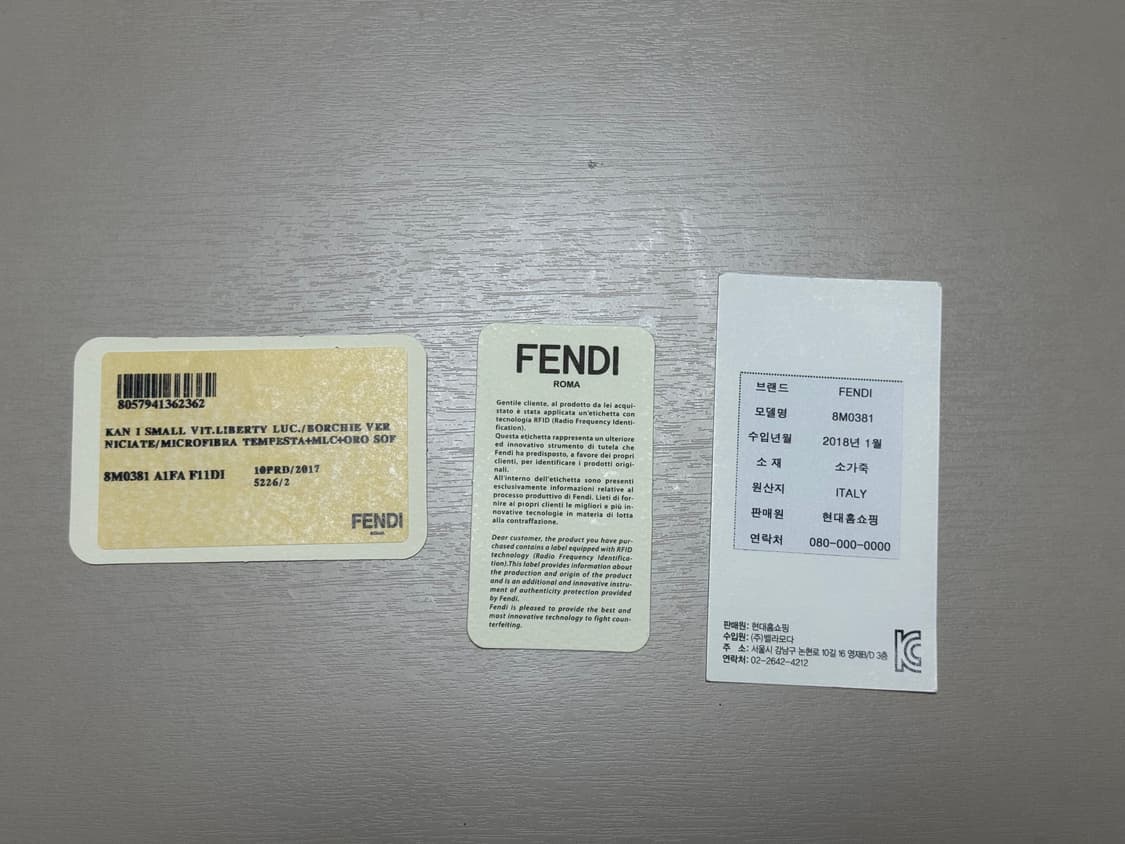 8057941362362
KAN I SMALL VIT.LIBERTY LUC./BORCHIE VER
NICIATE/MICROFIBRA TEMPESTA+MLC+ORO SOF
8M0381 A1FA F11DI
10PRD/2017
5226/2
FENDI
ROMA
FENDI
ROMA
Gentile cliente, al prodotto da lei acqui-
stato è stata applicata un'etichetta con
tecnologia RFID (Radio Frequency Identi-
fication).
Questa etichetta rappresenta un ulteriore
ed innovativo strumento di tutela che
Fendi ha predisposto, a favore dei propri
clienti, per identificare i prodotti origi-
nali.
All'interno dell'etichetta sono presenti
esclusivamente informazioni relative al
processo produttivo di Fendi. Lieti di for-
nire ai propri clienti le migliori e più in-
novative tecnologie in materia di lotta
alla contraffazione.
Dear customer, the product you have pur-
chased contains a label equipped with RFID
technology (Radio Frequency Identifica-
tion).This label provides information about
the production and origin of the product
and is an additional and innovative instru-
ment of authenticity protection provided
by Fendi.
Fendi is pleased to provide the best and
most innovative technology to fight coun-
terfeiting.
브랜드 FENDI
모델명 8M0381
수입년월 2018년 1월
소 재 소가죽
원산지 ITALY
판매원 현대홈쇼핑
연락처 080-000-0000
판매원: 현대홈쇼핑
수입원: (주)벨라모다
주 소: 서울시 강남구 논현로 10길 16 영재B/D 3층
연락처: 02-2642-4212